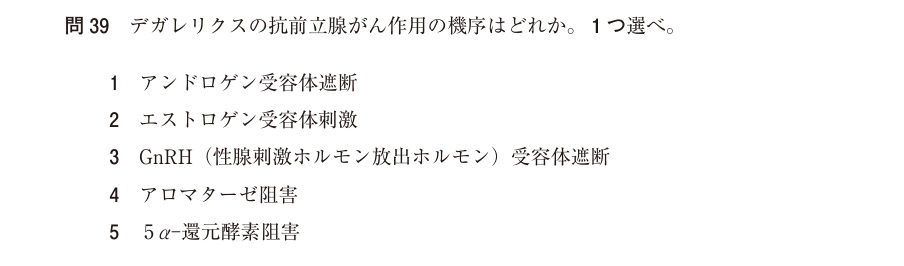 問 39　デガレリクスの抗前立腺がん作用の機序はどれか。1つ選べ。
1　アンドロゲン受容体遮断
2　エストロゲン受容体刺激
3　GnRH（性腺刺激ホルモン放出ホルモン）受容体遮断
4　アロマターゼ阻害
5　5α-還元酵素阻害